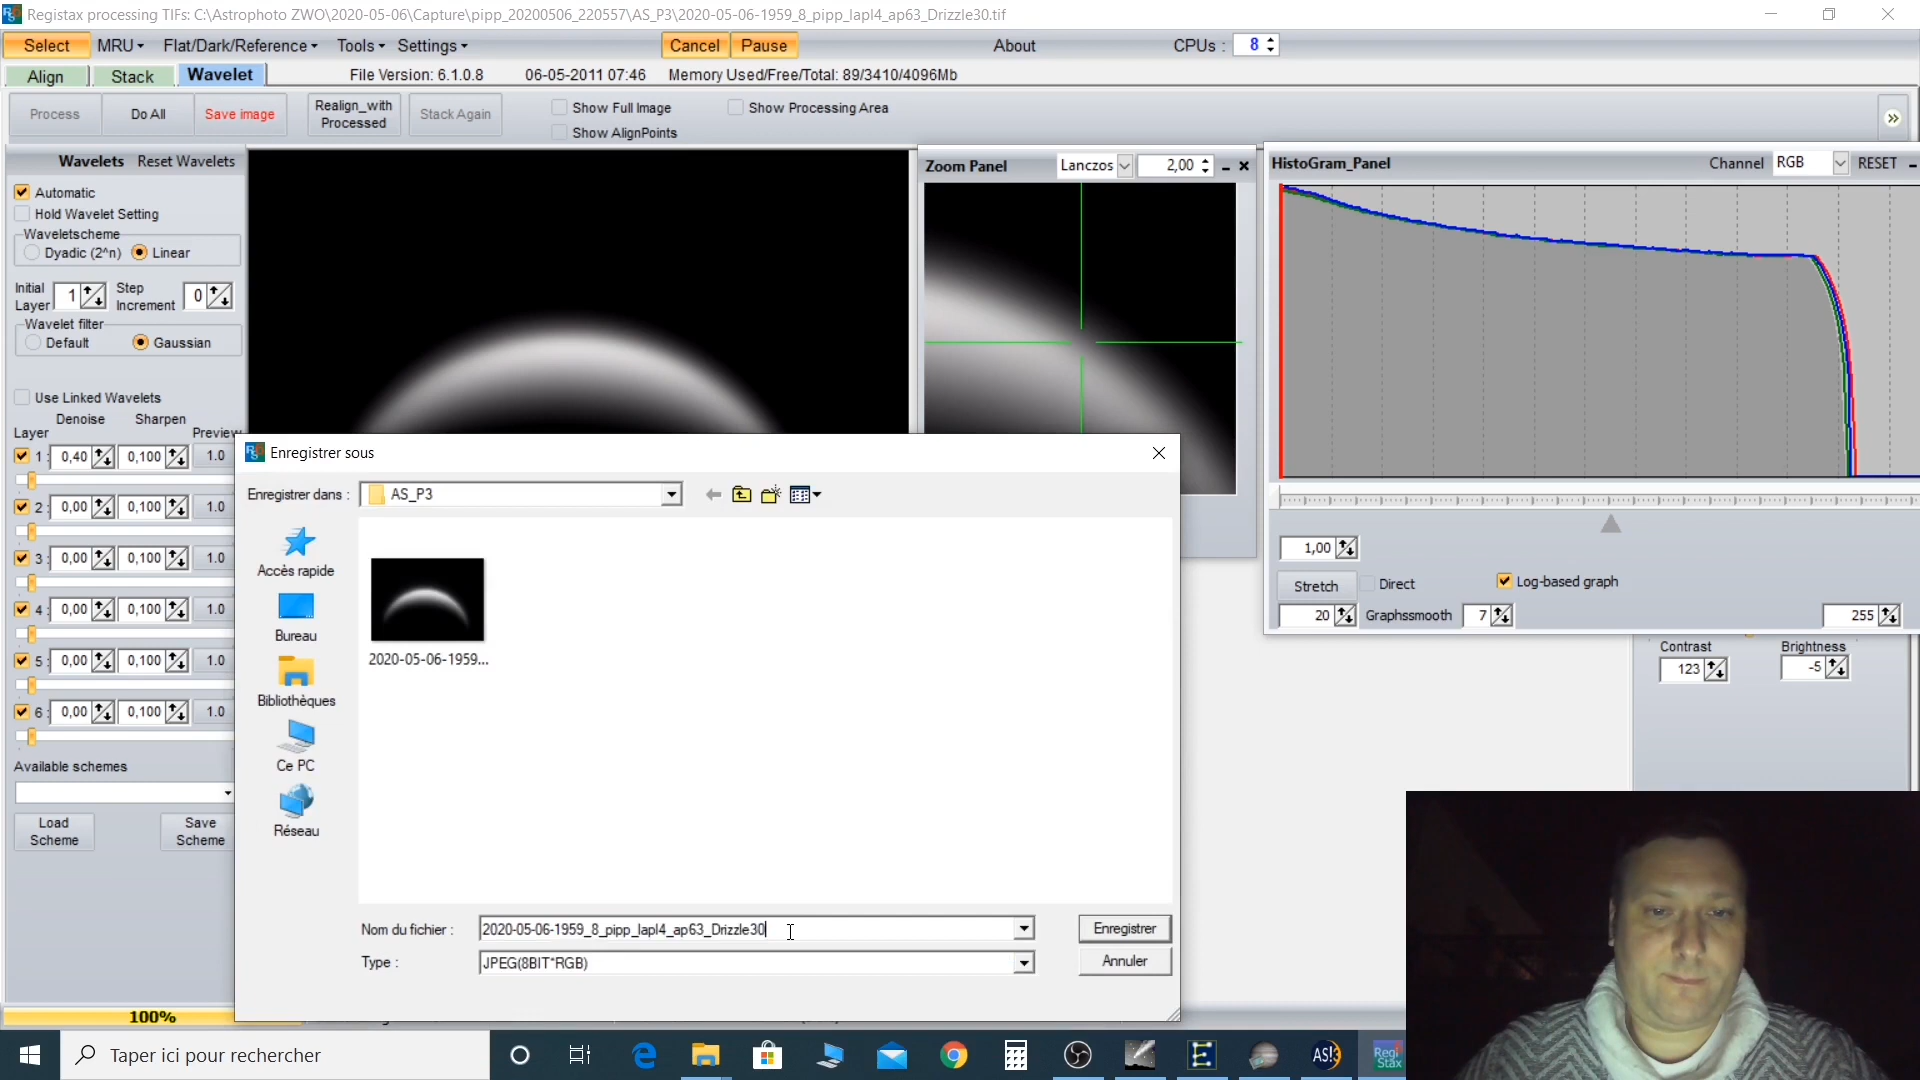 Registax processing TIFs: C:\Astrophoto ZWO\2020-05-06\Capture\pipp_20200506_220557\AS_P3\2020-05-06-1959_8_pipp_lapl4_ap63_Drizzle30.tif
Select MRU Flat/Dark/Reference Tools Settings Cancel Pause About CPUs : 8
Align Stack Wavelet File Version: 6.1.0.8 06-05-2011 07:46 Memory Used/Free/Total: 89/3410/4096Mb
Process Do All Save image Realign_with Processed Stack Again Show Full Image Show Processing Area
Show AlignPoints
Wavelets Reset Wavelets
Automatic
Hold Wavelet Setting
Waveletscheme
Dyadic (2^n) Linear
Initial Layer 1 Step Increment 0
Wavelet filter
Default Gaussian
Use Linked Wavelets
Denoise Sharpen
Layer Preview
1 : 0,40 0,100 1.0
2 : 0,00 0,100 1.0
3 : 0,00 0,100 1.0
4 : 0,00 0,100 1.0
5 : 0,00 0,100 1.0
6 : 0,00 0,100 1.0
Available schemes
Load Scheme Save Scheme
100%
Zoom Panel Lanczos 2,00
HistoGram_Panel Channel RGB RESET
1,00
Stretch Direct Log-based graph
20 Graphssmooth 7 255
Contrast Brightness
123 -5
Enregistrer sous
Enregistrer dans : AS_P3
Accès rapide
Bureau
Bibliothèques
Ce PC
Réseau
2020-05-06-1959...
Nom du fichier : 2020-05-06-1959_8_pipp_lapl4_ap63_Drizzle30 Enregistrer
Type : JPEG(8BIT*RGB) Annuler
Taper ici pour rechercher
AS!3
Regi Stax